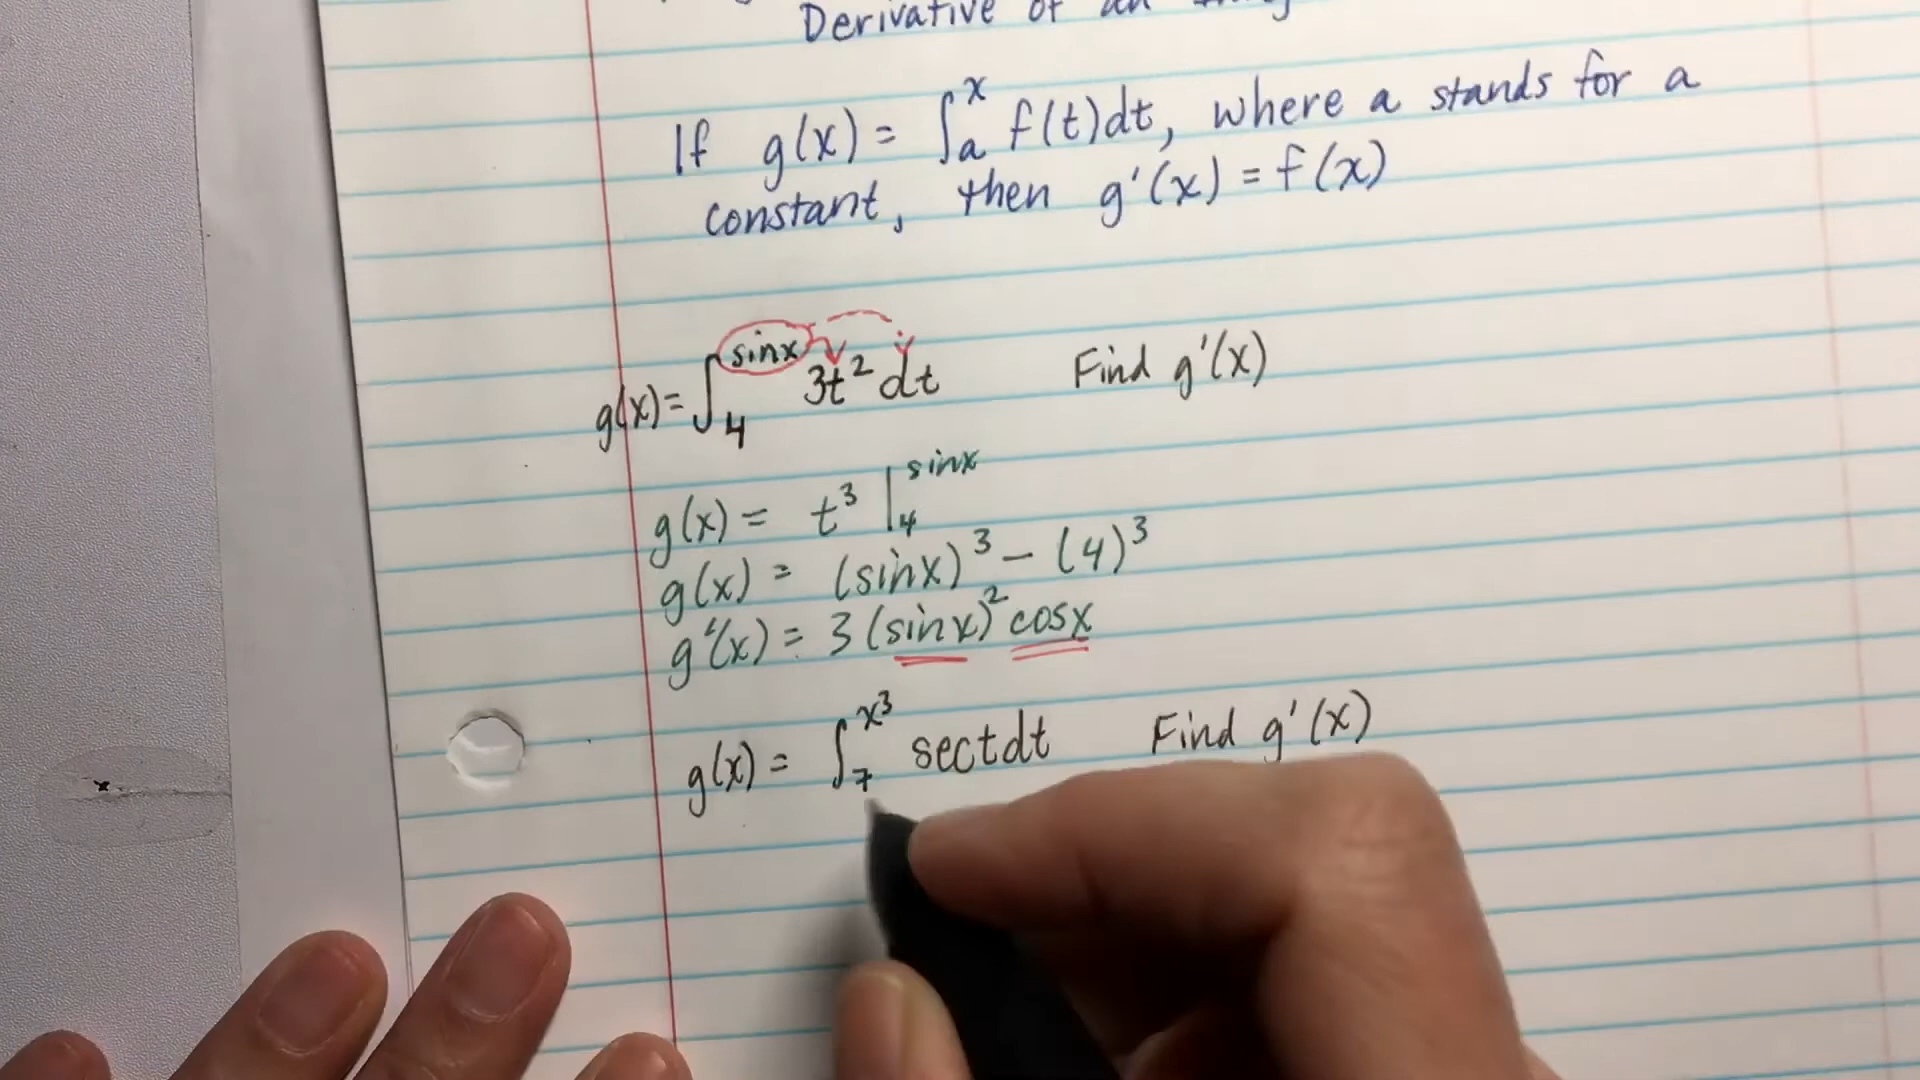 Derivative of an
If g(x) = ∫ₐˣ f(t)dt, where a stands for a
constant, then g'(x) = f(x)
g(x)= ∫₄^(sinx) 3t² dt Find g'(x)
g(x) = t³ |₄^(sinx)
g(x) = (sinx)³ – (4)³
g'(x) = 3(sinx)² cosx
g(x) = ∫₇^(x³) sectdt Find g'(x)